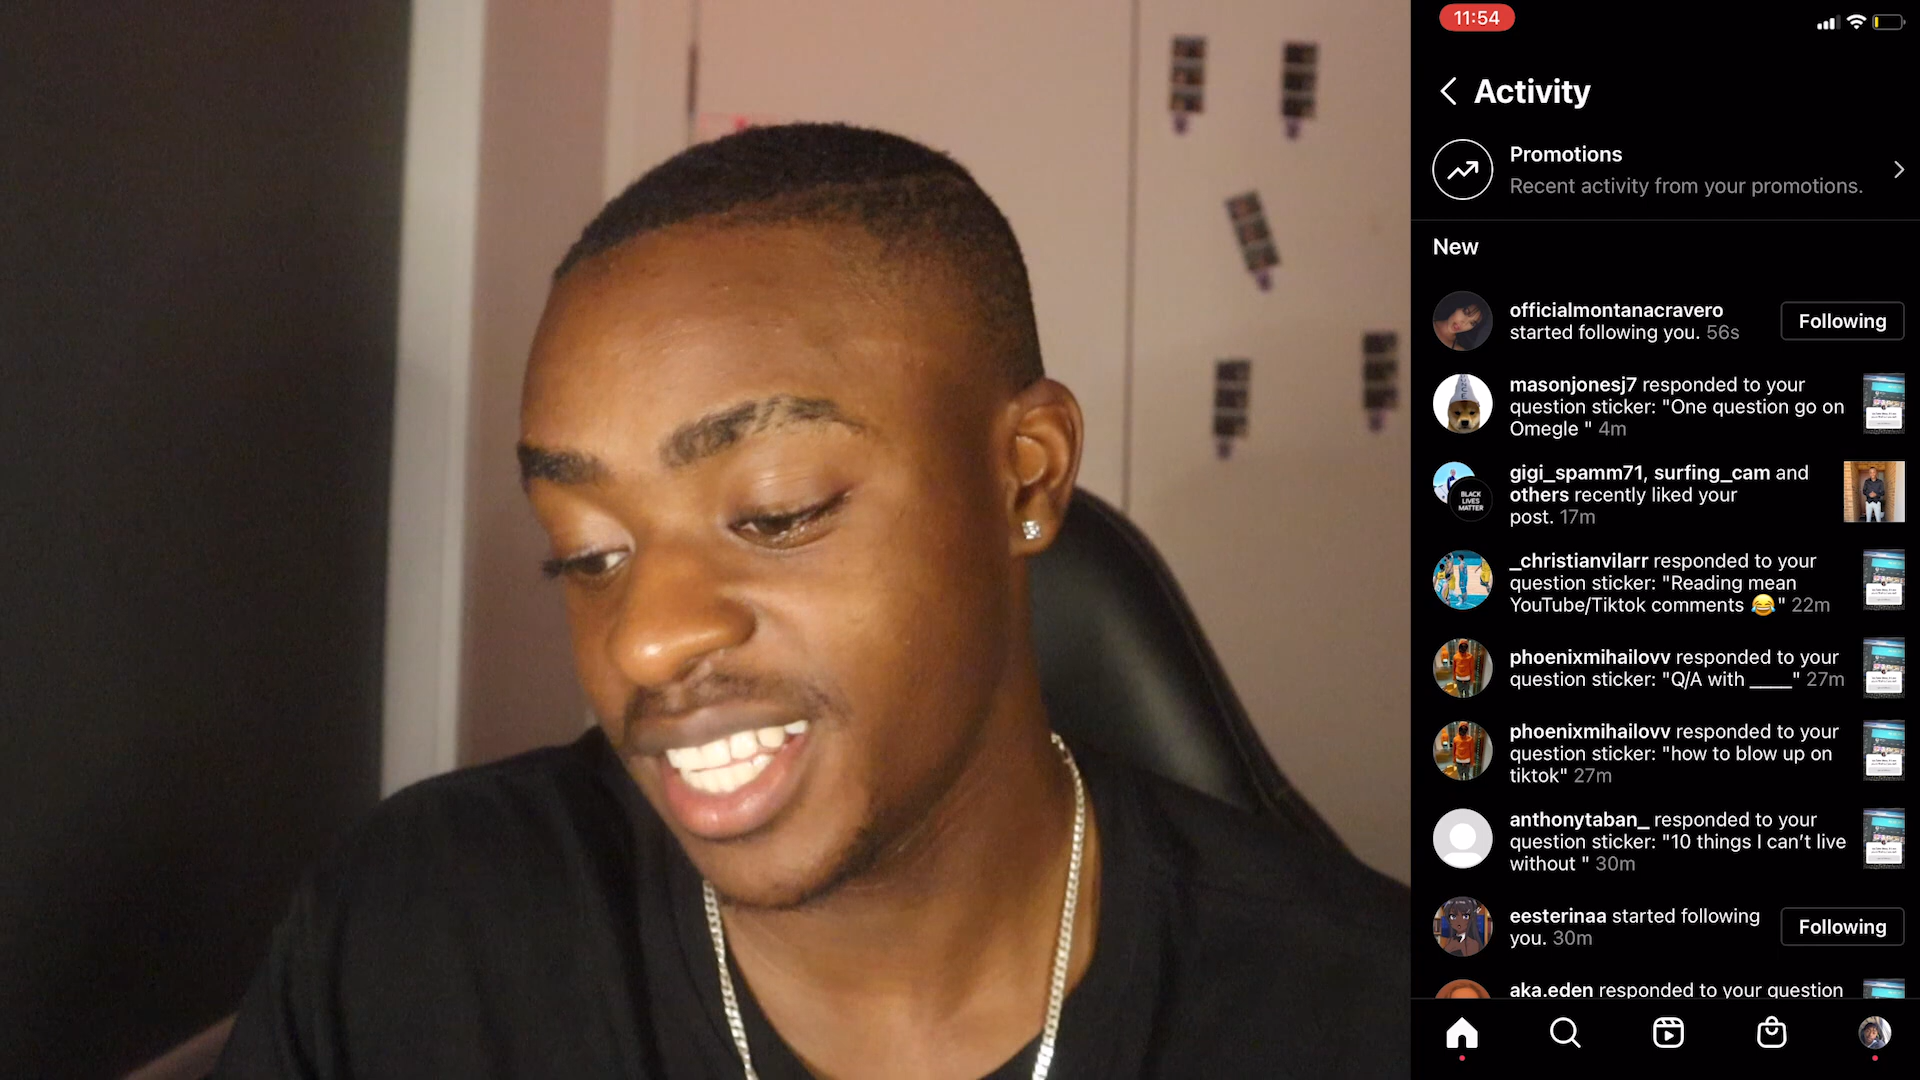 11:54
Activity
Promotions
Recent activity from your promotions.
New
officialmontanacravero
started following you. 56s
Following
masonjonesj7 responded to your
question sticker: "One question go on
Omegle " 4m
gigi_spamm71, surfing_cam and
others recently liked your
post. 17m
BLACK
LIVES
MATTER
_christianvilarr responded to your
question sticker: "Reading mean
YouTube/Tiktok comments 😂" 22m
phoenixmihailovv responded to your
question sticker: "Q/A with ____" 27m
phoenixmihailovv responded to your
question sticker: "how to blow up on
tiktok" 27m
anthonytaban_ responded to your
question sticker: "10 things I can’t live
without " 30m
eesterinaa started following
you. 30m
Following
aka.eden responded to your question